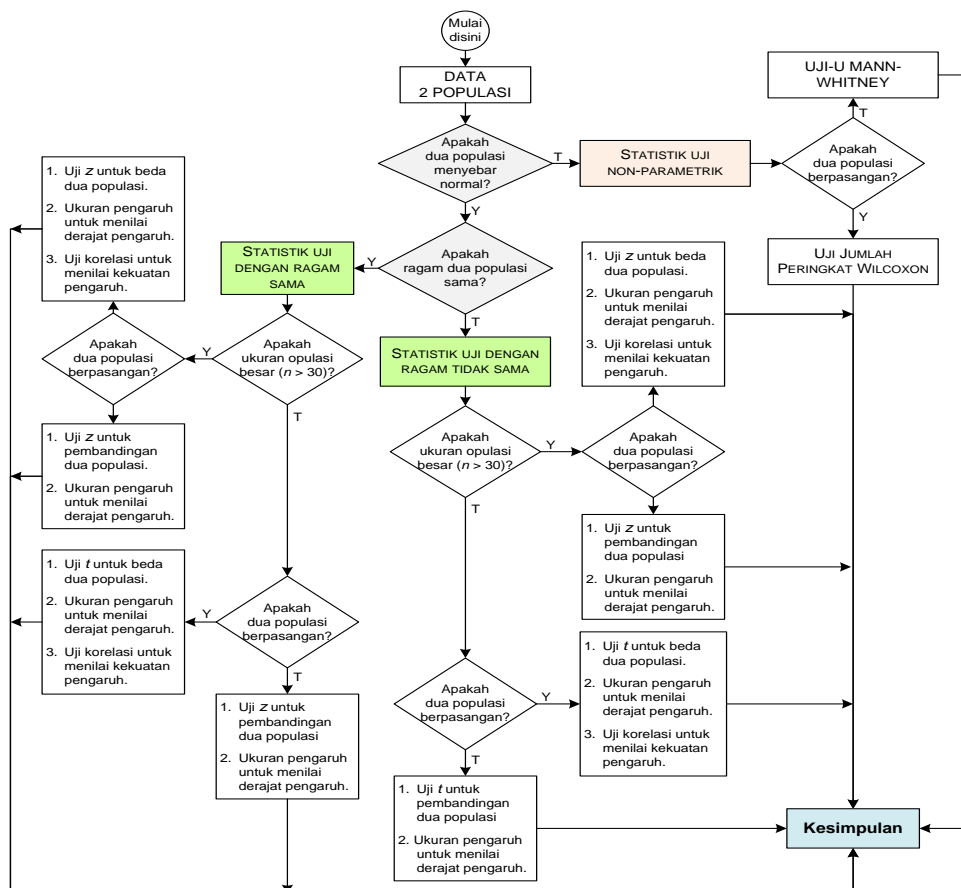 Mulai
disini
DATA
2 POPULASI
Apakah
dua populasi
menyebar
normal?
T
STATISTIK UJI
NON-PARAMETRIK
Apakah
dua populasi
berpasangan?
T
UJI-U MANN-
WHITNEY
Y
UJI JUMLAH
PERINGKAT WILCOXON
Y
Apakah
ragam dua populasi
sama?
Y
STATISTIK UJI
DENGAN RAGAM
SAMA
T
STATISTIK UJI DENGAN
RAGAM TIDAK SAMA
Apakah
ukuran opulasi
besar (n > 30)?
Y
Apakah
dua populasi
berpasangan?
Y
1. Uji z untuk beda
dua populasi.
2. Ukuran pengaruh
untuk menilai
derajat pengaruh.
3. Uji korelasi untuk
menilai kekuatan
pengaruh.
T
1. Uji z untuk
pembandingan
dua populasi.
2. Ukuran pengaruh
untuk menilai
derajat pengaruh.
T
Apakah
dua populasi
berpasangan?
Y
1. Uji t untuk beda
dua populasi.
2. Ukuran pengaruh
untuk menilai
derajat pengaruh.
3. Uji korelasi untuk
menilai kekuatan
pengaruh.
T
1. Uji z untuk
pembandingan
dua populasi
2. Ukuran pengaruh
untuk menilai
derajat pengaruh.
Apakah
ukuran opulasi
besar (n > 30)?
Y
Apakah
dua populasi
berpasangan?
Y
1. Uji z untuk beda
dua populasi.
2. Ukuran pengaruh
untuk menilai
derajat pengaruh.
3. Uji korelasi untuk
menilai kekuatan
pengaruh.
T
1. Uji z untuk
pembandingan
dua populasi
2. Ukuran pengaruh
untuk menilai
derajat pengaruh.
T
Apakah
dua populasi
berpasangan?
Y
1. Uji t untuk beda
dua populasi.
2. Ukuran pengaruh
untuk menilai
derajat pengaruh.
3. Uji korelasi untuk
menilai kekuatan
pengaruh.
T
1. Uji t untuk
pembandingan
dua populasi
2. Ukuran pengaruh
untuk menilai
derajat pengaruh.
Kesimpulan